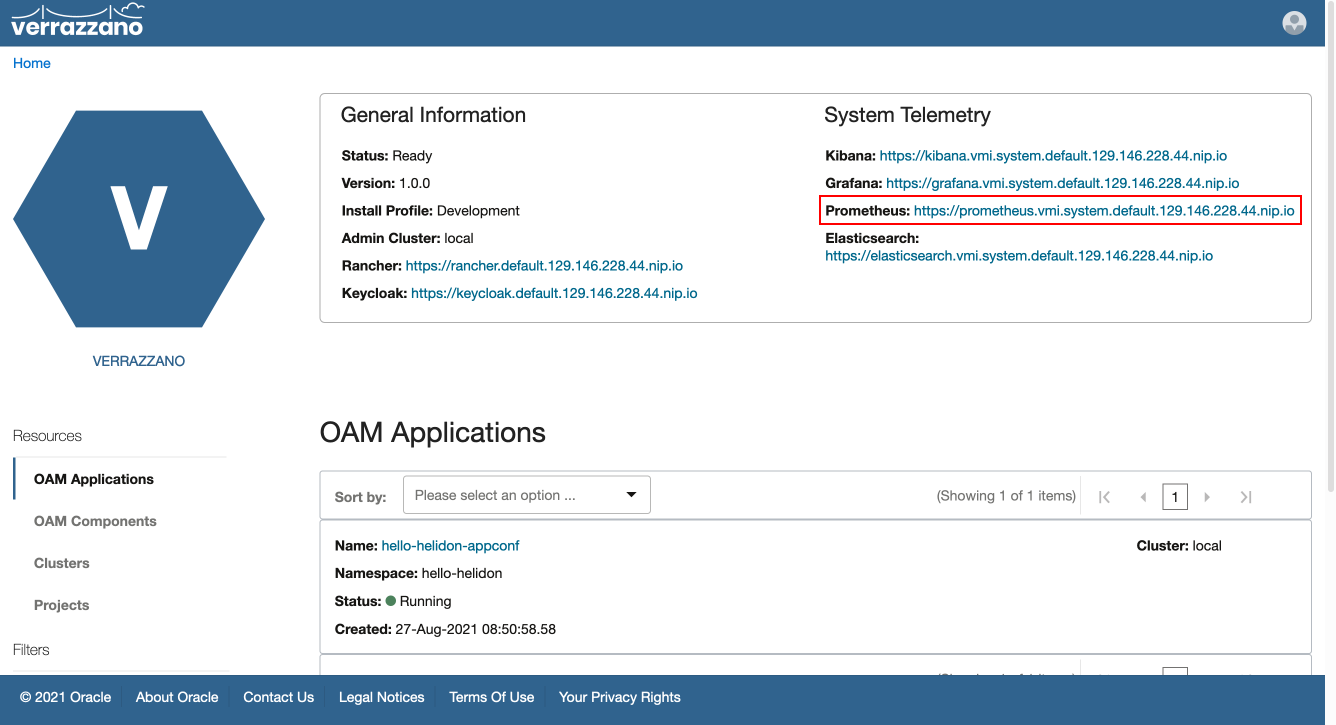 verrazzano
Home
V
VERRAZZANO
General Information
Status: Ready
Version: 1.0.0
Install Profile: Development
Admin Cluster: local
Rancher: https://rancher.default.129.146.228.44.nip.io
Keycloak: https://keycloak.default.129.146.228.44.nip.io
System Telemetry
Kibana: https://kibana.vmi.system.default.129.146.228.44.nip.io
Grafana: https://grafana.vmi.system.default.129.146.228.44.nip.io
Prometheus: https://prometheus.vmi.system.default.129.146.228.44.nip.io
Elasticsearch:
https://elasticsearch.vmi.system.default.129.146.228.44.nip.io
Resources
OAM Applications
OAM Components
Clusters
Projects
Filters
OAM Applications
Sort by: Please select an option ... (Showing 1 of 1 items) 1
Name: hello-helidon-appconf Cluster: local
Namespace: hello-helidon
Status: Running
Created: 27-Aug-2021 08:50:58.58
© 2021 Oracle About Oracle Contact Us Legal Notices Terms Of Use Your Privacy Rights